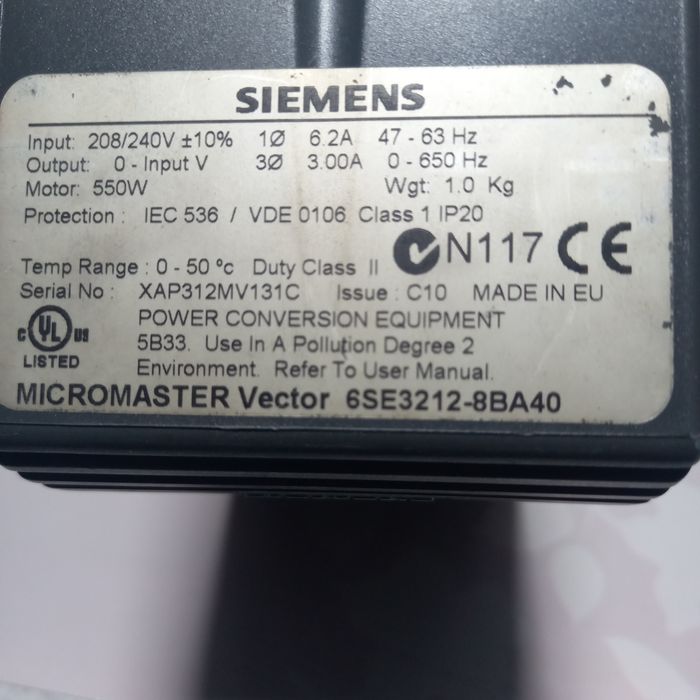 SIEMENS
Input: 208/240V ±10% 1Ø 6.2A 47 - 63 Hz
Output: 0 - Input V 3Ø 3.00A 0 - 650 Hz
Motor: 550W Wgt: 1.0 Kg
Protection : IEC 536 / VDE 0106 Class 1 IP20
N117 CE
Temp Range : 0 - 50 °c Duty Class II
Serial No : XAP312MV131C Issue : C10 MADE IN EU
c UL us LISTED
POWER CONVERSION EQUIPMENT
5B33. Use In A Pollution Degree 2
Environment. Refer To User Manual.
MICROMASTER Vector 6SE3212-8BA40